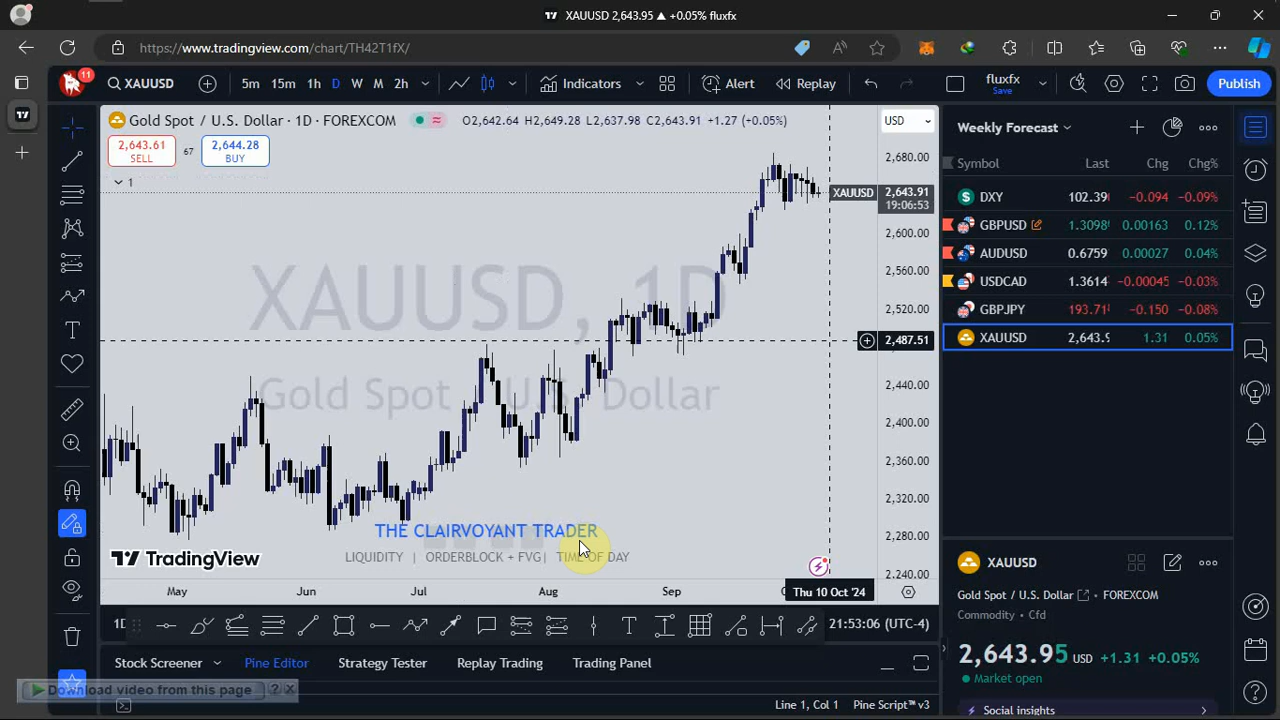 XAUUSD 2,643.95 ▲ +0.05% fluxfx
https://www.tradingview.com/chart/TH42T1fX/
11
XAUUSD
5m 15m 1h D W M 2h
Indicators
Alert
Replay
fluxfx
Save
Publish
Gold Spot / U.S. Dollar · 1D · FOREXCOM
O2,642.64 H2,649.28 L2,637.98 C2,643.91 +1.27 (+0.05%)
USD
2,643.61
SELL
67
2,644.28
BUY
1
XAUUSD, 1D
Gold Spot / U.S. Dollar
2,680.00
XAUUSD 2,643.91
19:06:53
2,600.00
2,560.00
2,520.00
2,487.51
2,440.00
2,400.00
2,360.00
2,320.00
2,280.00
2,240.00
THE CLAIRVOYANT TRADER
LIQUIDITY | ORDERBLOCK + FVG | TIME OF DAY
TradingView
May Jun Jul Aug Sep
Thu 10 Oct '24
21:53:06 (UTC-4)
Stock Screener Pine Editor Strategy Tester Replay Trading Trading Panel
Download video from this page ?
Line 1, Col 1 Pine Script™ v3
Weekly Forecast
Symbol Last Chg Chg%
DXY 102.39 −0.094 −0.09%
GBPUSD 1.3098 0.00163 0.12%
AUDUSD 0.6759 0.00027 0.04%
USDCAD 1.3614 −0.00045 −0.03%
GBPJPY 193.71 −0.150 −0.08%
XAUUSD 2,643.9 1.31 0.05%
XAUUSD
Gold Spot / U.S. Dollar • FOREXCOM
Commodity • Cfd
2,643.95 USD +1.31 +0.05%
Market open
Social insights